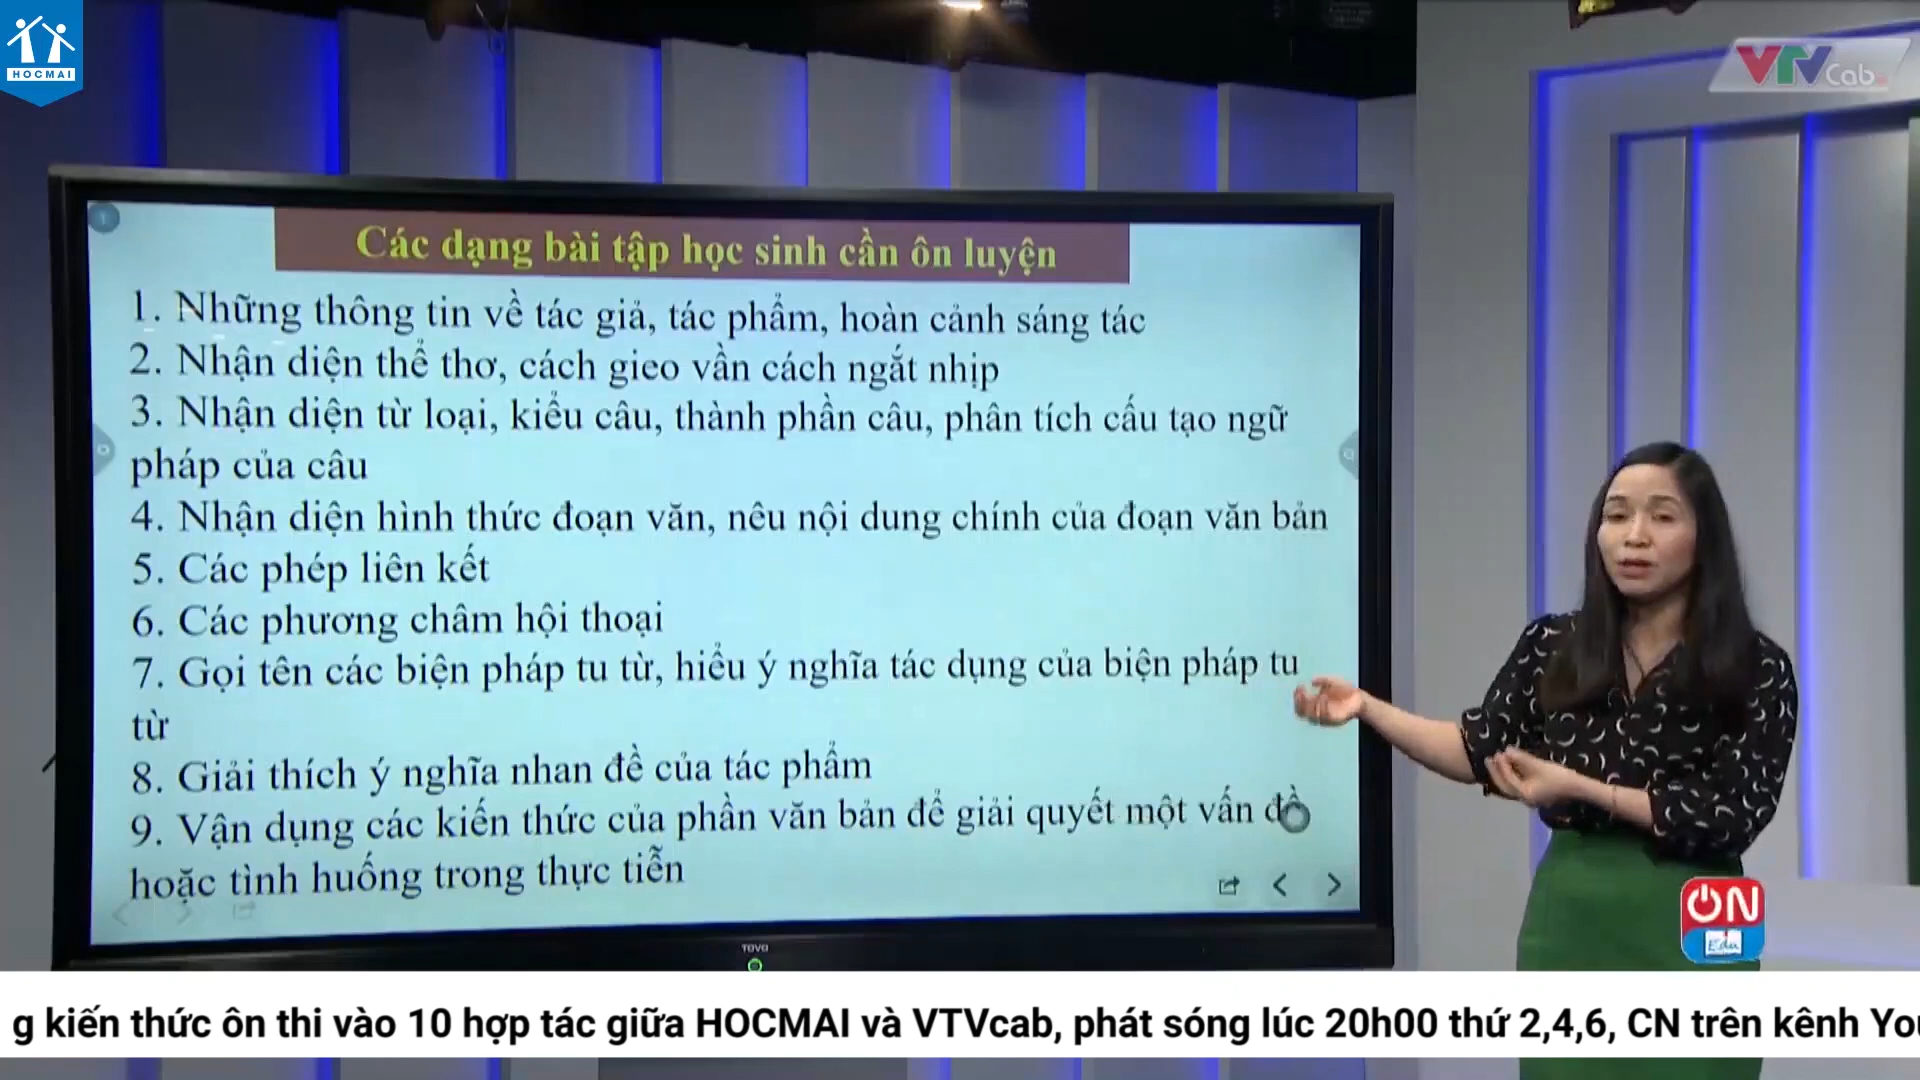 HOCMAI
VTVCab
Các dạng bài tập học sinh cần ôn luyện
1. Những thông tin về tác giả, tác phẩm, hoàn cảnh sáng tác
2. Nhận diện thể thơ, cách gieo vần cách ngắt nhịp
3. Nhận diện từ loại, kiểu câu, thành phần câu, phân tích cấu tạo ngữ
pháp của câu
4. Nhận diện hình thức đoạn văn, nêu nội dung chính của đoạn văn bản
5. Các phép liên kết
6. Các phương châm hội thoại
7. Gọi tên các biện pháp tu từ, hiểu ý nghĩa tác dụng của biện pháp tu
từ
8. Giải thích ý nghĩa nhan đề của tác phẩm
9. Vận dụng các kiến thức của phần văn bản để giải quyết một vấn đề
hoặc tình huống trong thực tiễn
TOVO
ON
Edu
g kiến thức ôn thi vào 10 hợp tác giữa HOCMAI và VTVcab, phát sóng lúc 20h00 thứ 2,4,6, CN trên kênh You